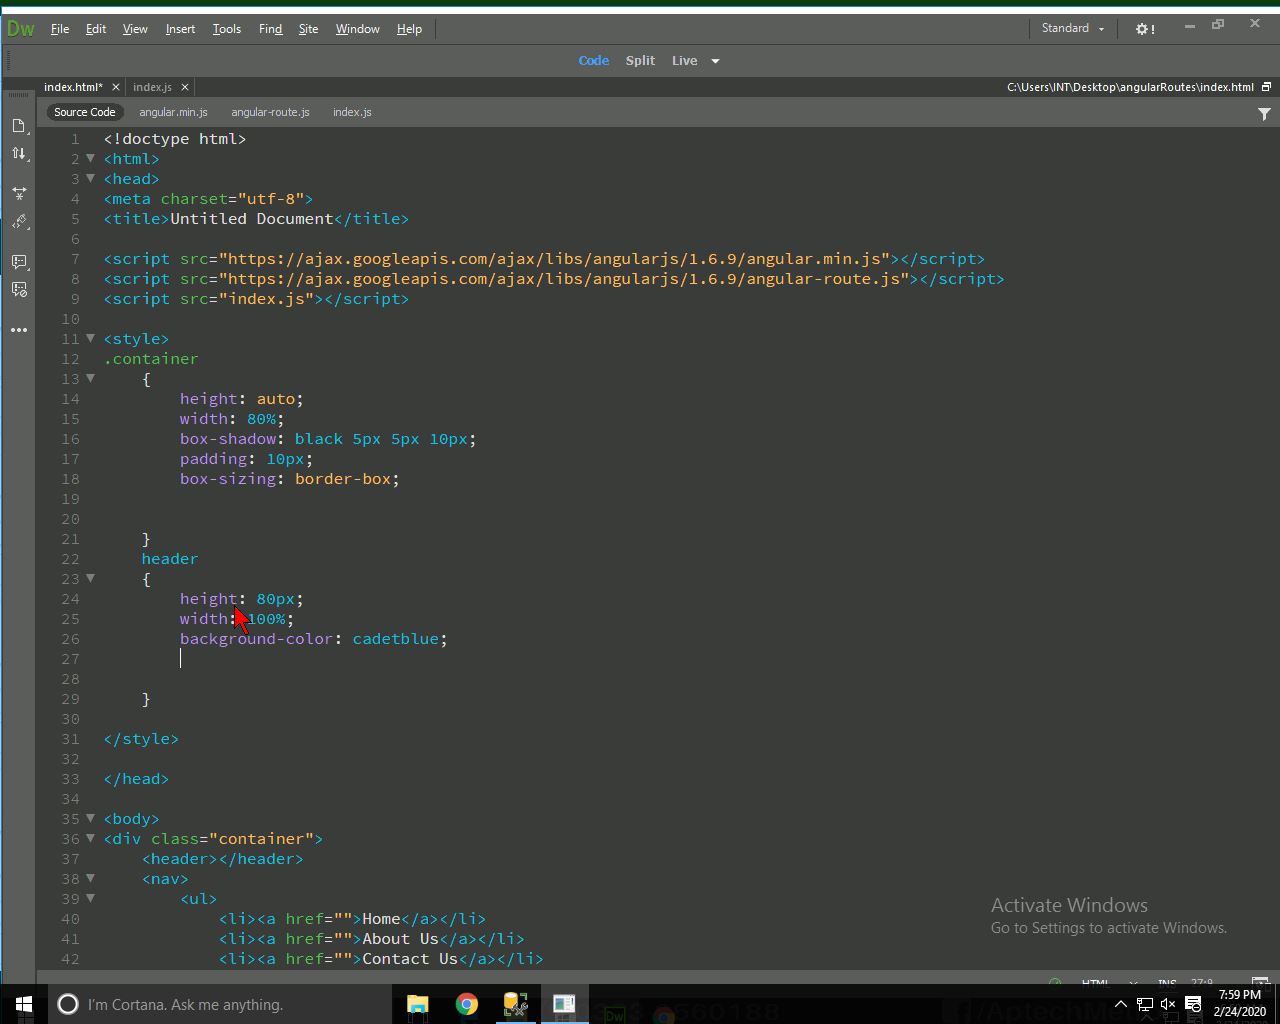 Dw File Edit View Insert Tools Find Site Window Help Standard
Code Split Live
index.html* index.js C:\Users\INT\Desktop\angularRoutes\index.html
Source Code angular.min.js angular-route.js index.js
1 <!doctype html>
2 <html>
3 <head>
4 <meta charset="utf-8">
5 <title>Untitled Document</title>
6
7 <script src="https://ajax.googleapis.com/ajax/libs/angularjs/1.6.9/angular.min.js"></script>
8 <script src="https://ajax.googleapis.com/ajax/libs/angularjs/1.6.9/angular-route.js"></script>
9 <script src="index.js"></script>
10
11 <style>
12 .container
13 {
14 height: auto;
15 width: 80%;
16 box-shadow: black 5px 5px 10px;
17 padding: 10px;
18 box-sizing: border-box;
19
20
21 }
22 header
23 {
24 height: 80px;
25 width: 100%;
26 background-color: cadetblue;
27
28
29 }
30
31 </style>
32
33 </head>
34
35 <body>
36 <div class="container">
37 <header></header>
38 <nav>
39 <ul>
40 <li><a href="">Home</a></li>
41 <li><a href="">About Us</a></li>
42 <li><a href="">Contact Us</a></li>
Activate Windows
Go to Settings to activate Windows.
HTML INS 27:9
I'm Cortana. Ask me anything.
7:59 PM
2/24/2020